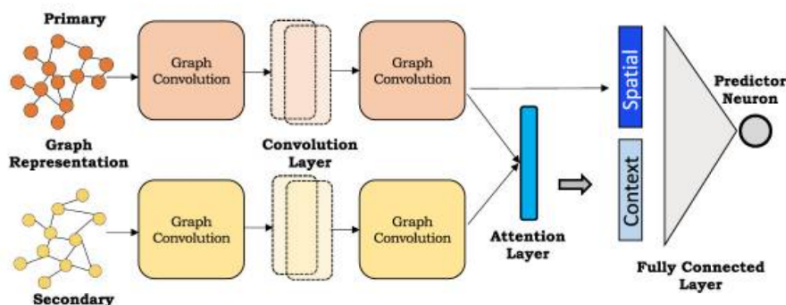 Primary
Graph
Representation
Graph
Convolution
Convolution
Layer
Graph
Convolution
Secondary
Graph
Convolution
Graph
Convolution
Attention
Layer
Spatial
Context
Predictor
Neuron
Fully Connected
Layer